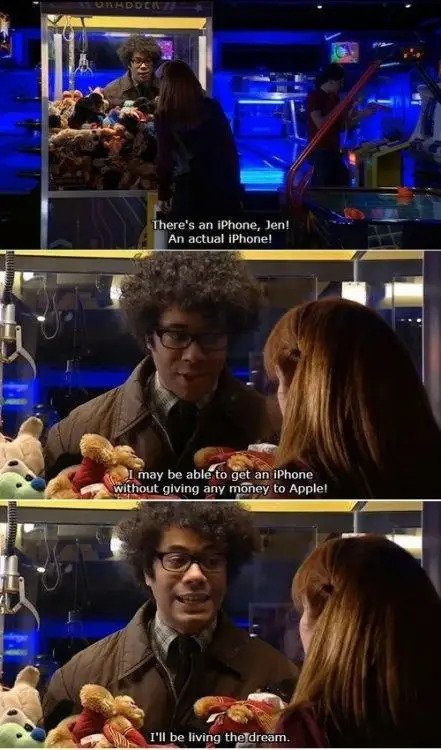 GRABBER
There's an iPhone, Jen!
An actual iPhone!
I may be able to get an iPhone
without giving any money to Apple!
I'll be living the dream.